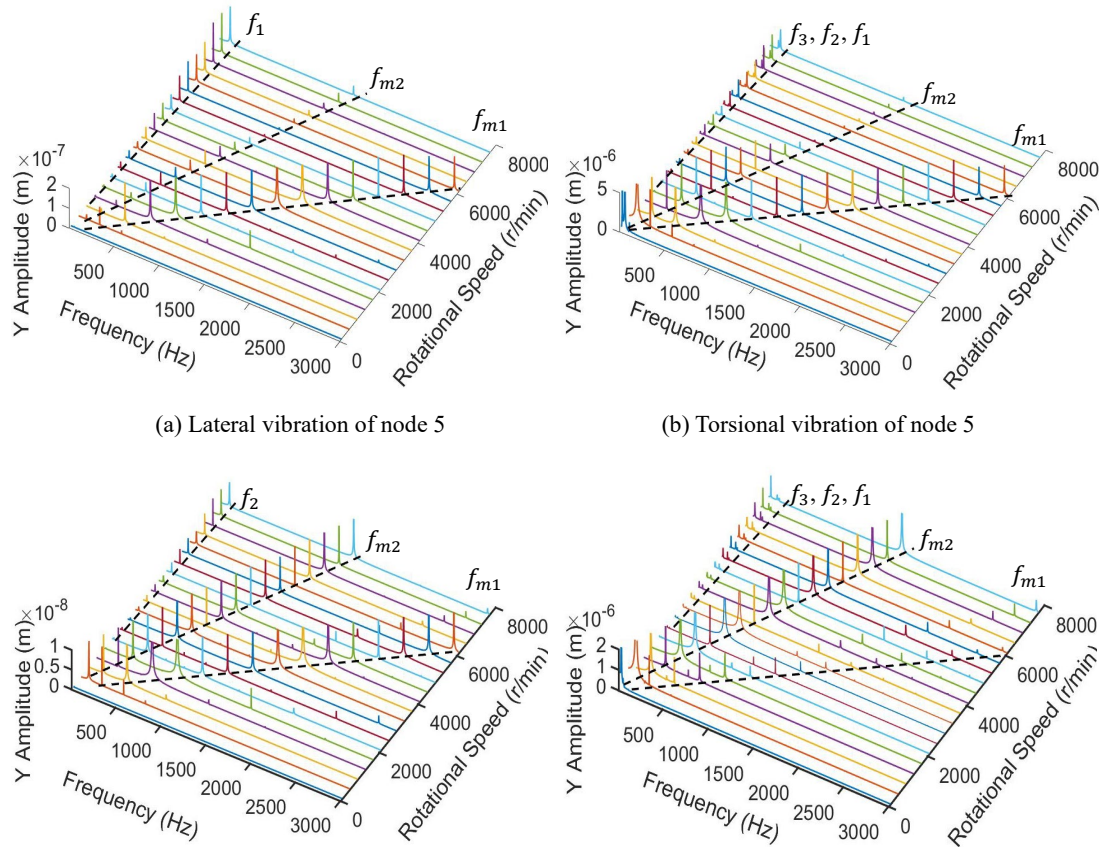 f1
fm2
fm1
×10-7
2
1
0
Y Amplitude (m)
500
1000
1500
2000
2500
3000
Frequency (Hz)
0
2000
4000
6000
8000
Rotational Speed (r/min)
(a) Lateral vibration of node 5
f3, f2, f1
fm2
fm1
×10-6
5
0
Y Amplitude (m)
500
1000
1500
2000
2500
3000
Frequency (Hz)
0
2000
4000
6000
8000
Rotational Speed (r/min)
(b) Torsional vibration of node 5
f2
fm2
fm1
×10-8
1
0.5
0
Y Amplitude (m)
500
1000
1500
2000
2500
3000
Frequency (Hz)
0
2000
4000
6000
8000
Rotational Speed (r/min)
f3, f2, f1
fm2
fm1
×10-6
2
1
0
Y Amplitude (m)
500
1000
1500
2000
2500
3000
Frequency (Hz)
0
2000
4000
6000
8000
Rotational Speed (r/min)